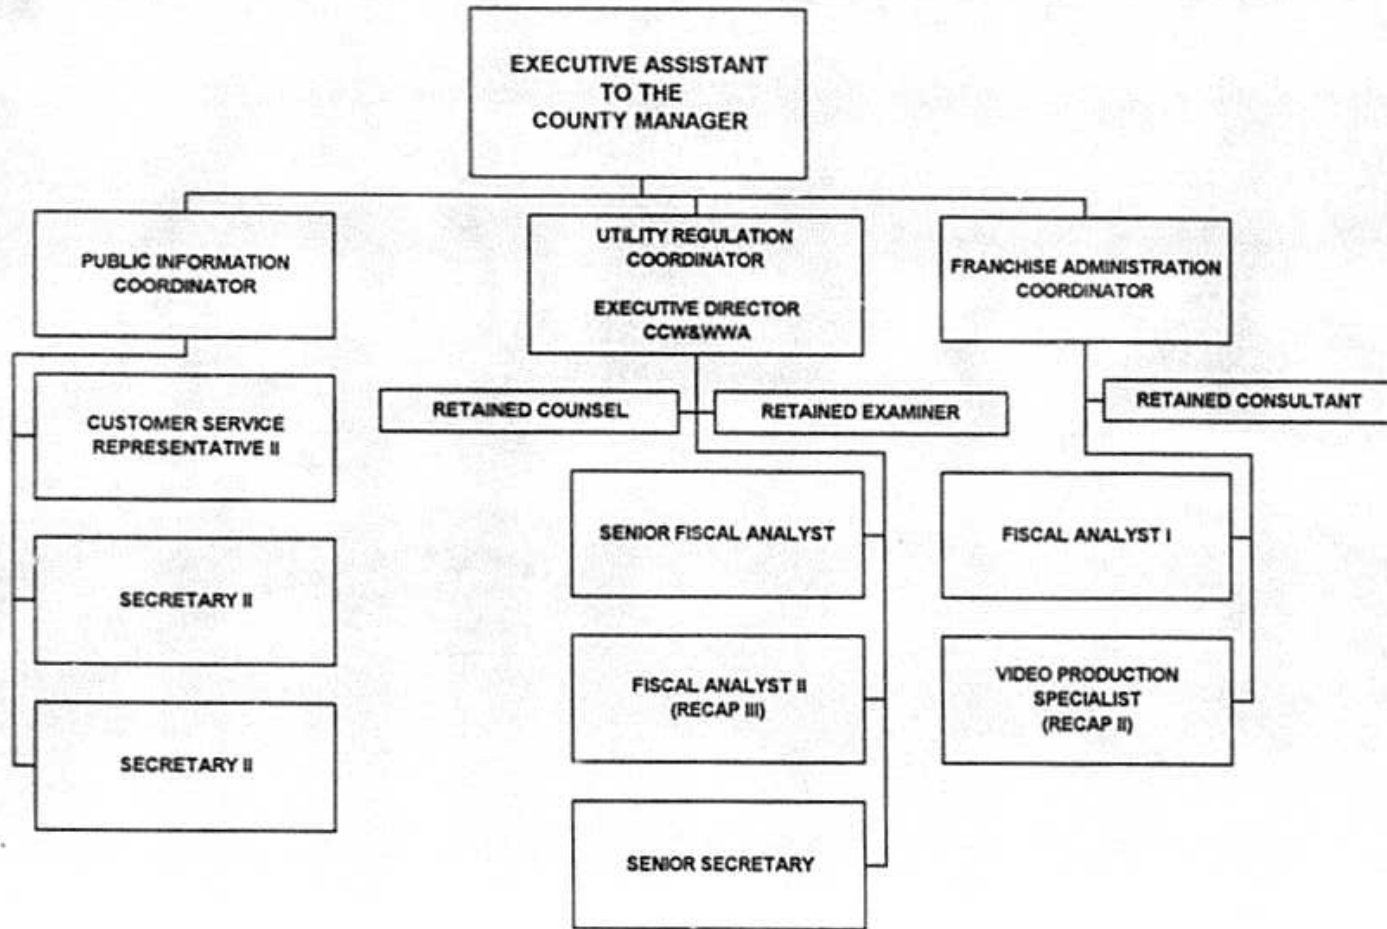 EXECUTIVE ASSISTANT
TO THE
COUNTY MANAGER
PUBLIC INFORMATION
COORDINATOR
UTILITY REGULATION
COORDINATOR
EXECUTIVE DIRECTOR
CCW&WWA
FRANCHISE ADMINISTRATION
COORDINATOR
RETAINED COUNSEL
RETAINED EXAMINER
RETAINED CONSULTANT
CUSTOMER SERVICE
REPRESENTATIVE II
SECRETARY II
SECRETARY II
SENIOR FISCAL ANALYST
FISCAL ANALYST II
(RECAP III)
SENIOR SECRETARY
FISCAL ANALYST I
VIDEO PRODUCTION
SPECIALIST
(RECAP II)